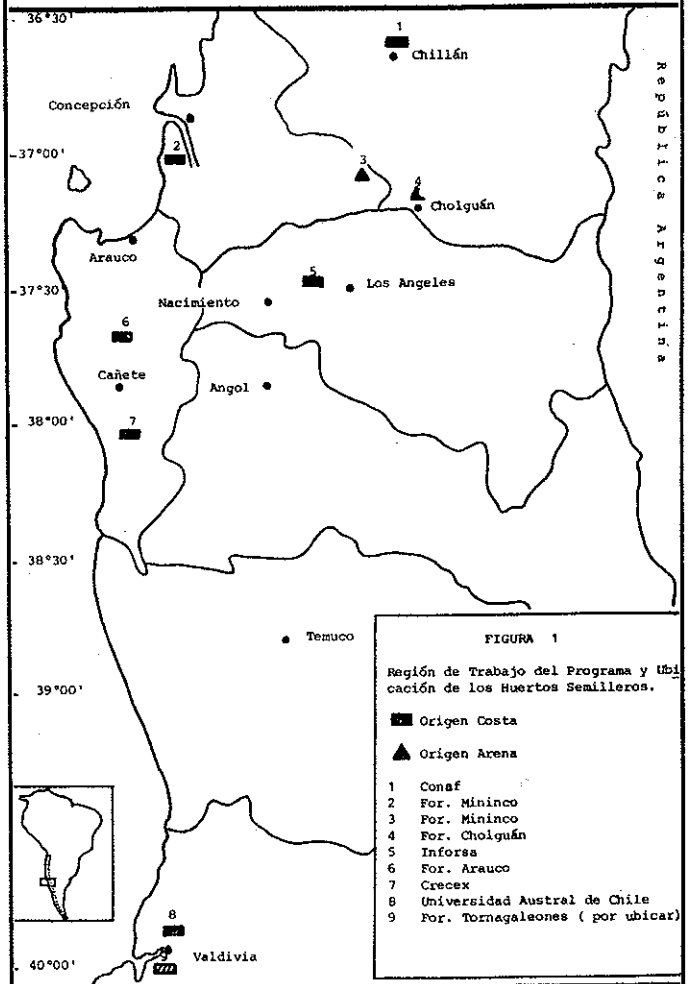 36°30'
1
Chillán
República Argentina
Concepción
2
37°00'
3
4
Cholguán
Arauco
37°30'
5
Los Angeles
Nacimiento
6
Cañete
Angol
7
38°00'
38°30'
Temuco
39°00'
8
9
Valdivia
40°00'
FIGURA 1
Región de Trabajo del Programa y Ubi
cación de los Huertos Semilleros.
Origen Costa
Origen Arena
1 Conaf
2 For. Mininco
3 For. Mininco
4 For. Cholguán
5 Inforsa
6 For. Arauco
7 Crecex
8 Universidad Austral de Chile
9 For. Tornagaleones ( por ubicar)